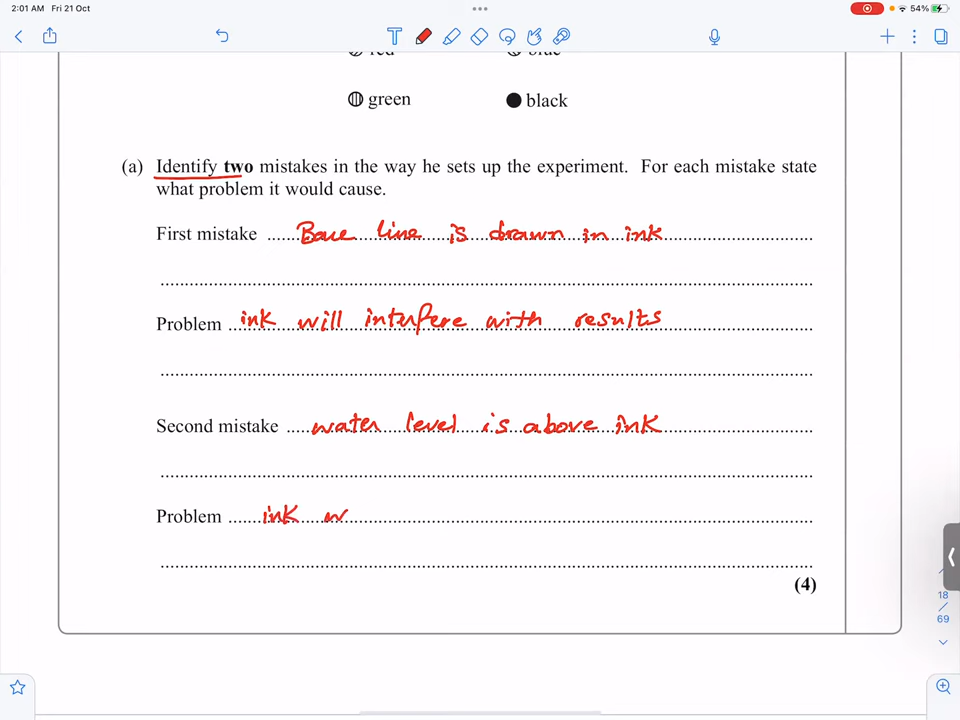 2:01 AM Fri 21 Oct
54%
green
black
(a) Identify two mistakes in the way he sets up the experiment. For each mistake state
what problem it would cause.
First mistake ...... Base line is drawn in ink
Problem ink will interfere with results
Second mistake ..... water level is above ink
Problem ...... ink w
(4)
18
/
69